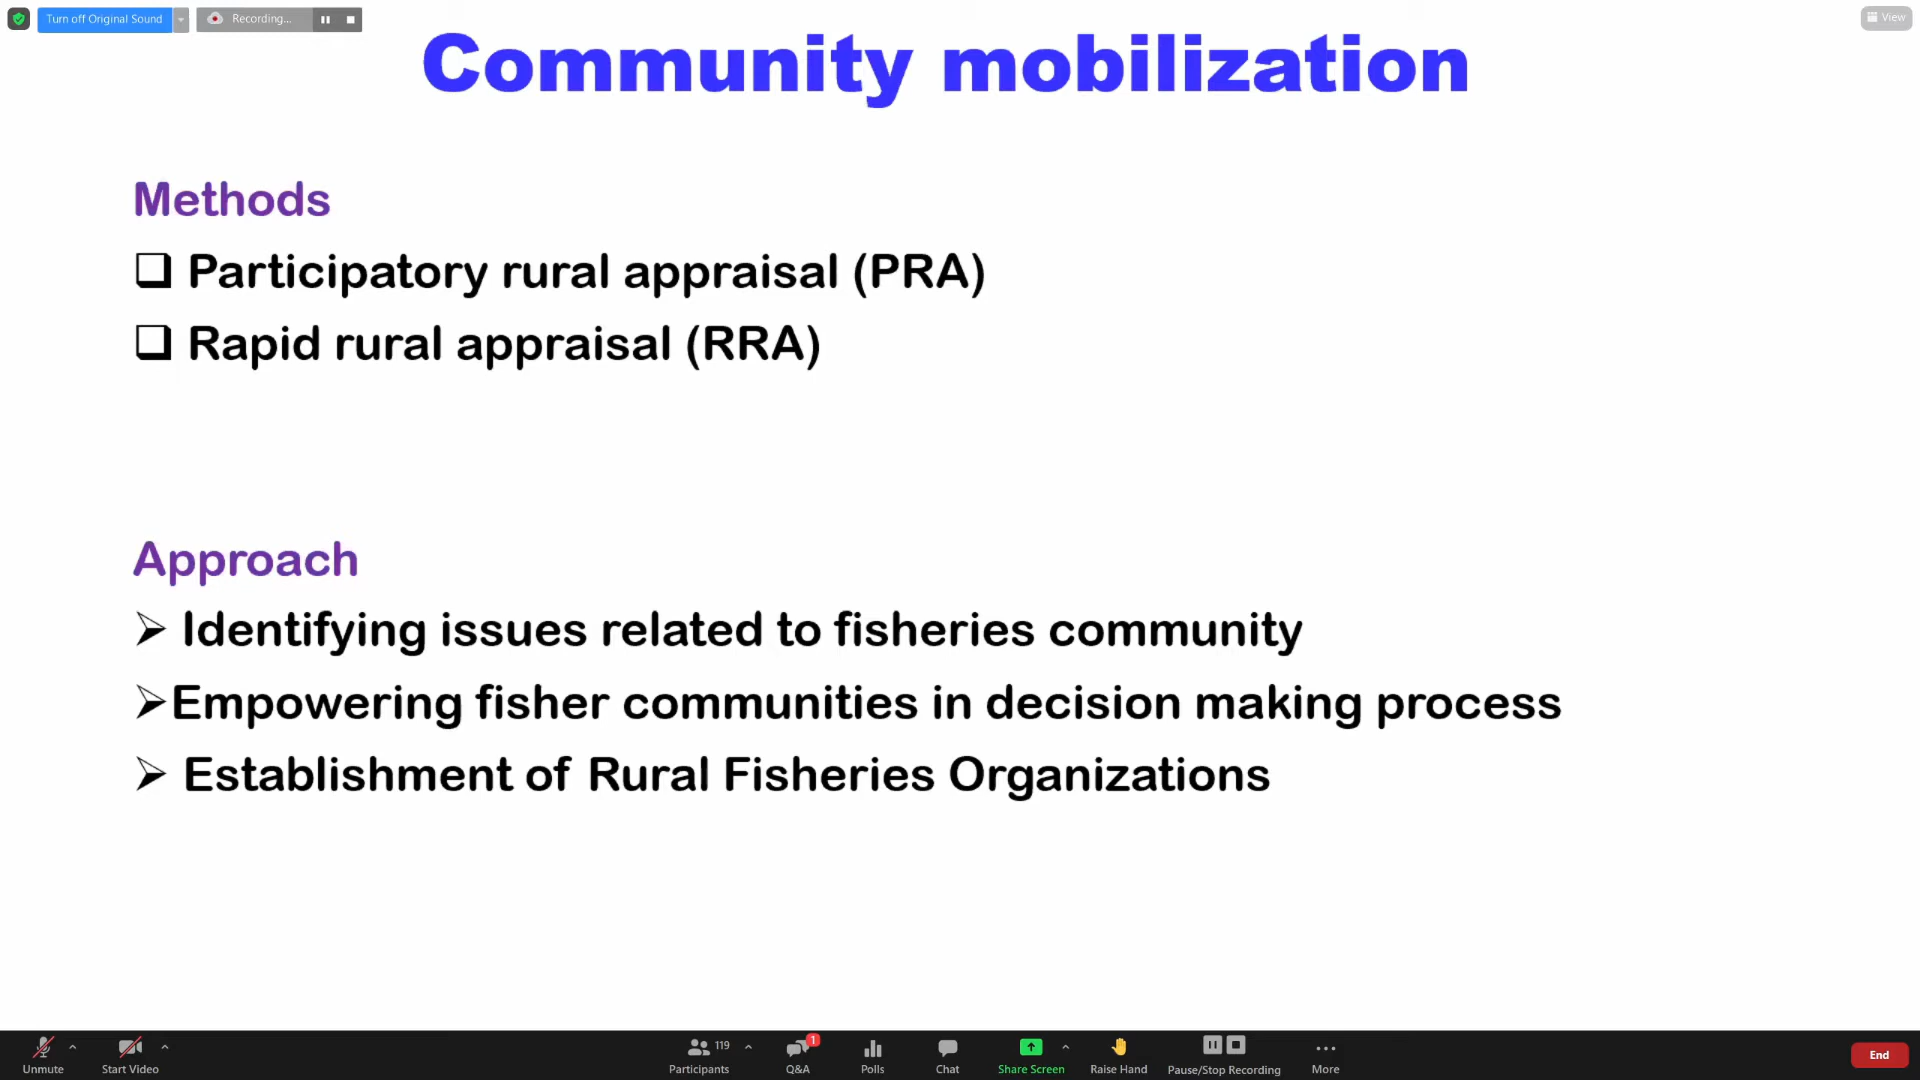 Turn off Original Sound
Recording...
View
Community mobilization
Methods
❑ Participatory rural appraisal (PRA)
❑ Rapid rural appraisal (RRA)
Approach
➢ Identifying issues related to fisheries community
➢Empowering fisher communities in decision making process
➢ Establishment of Rural Fisheries Organizations
119
1
Unmute
Start Video
Participants
Q&A
Polls
Chat
Share Screen
Raise Hand
Pause/Stop Recording
More
End